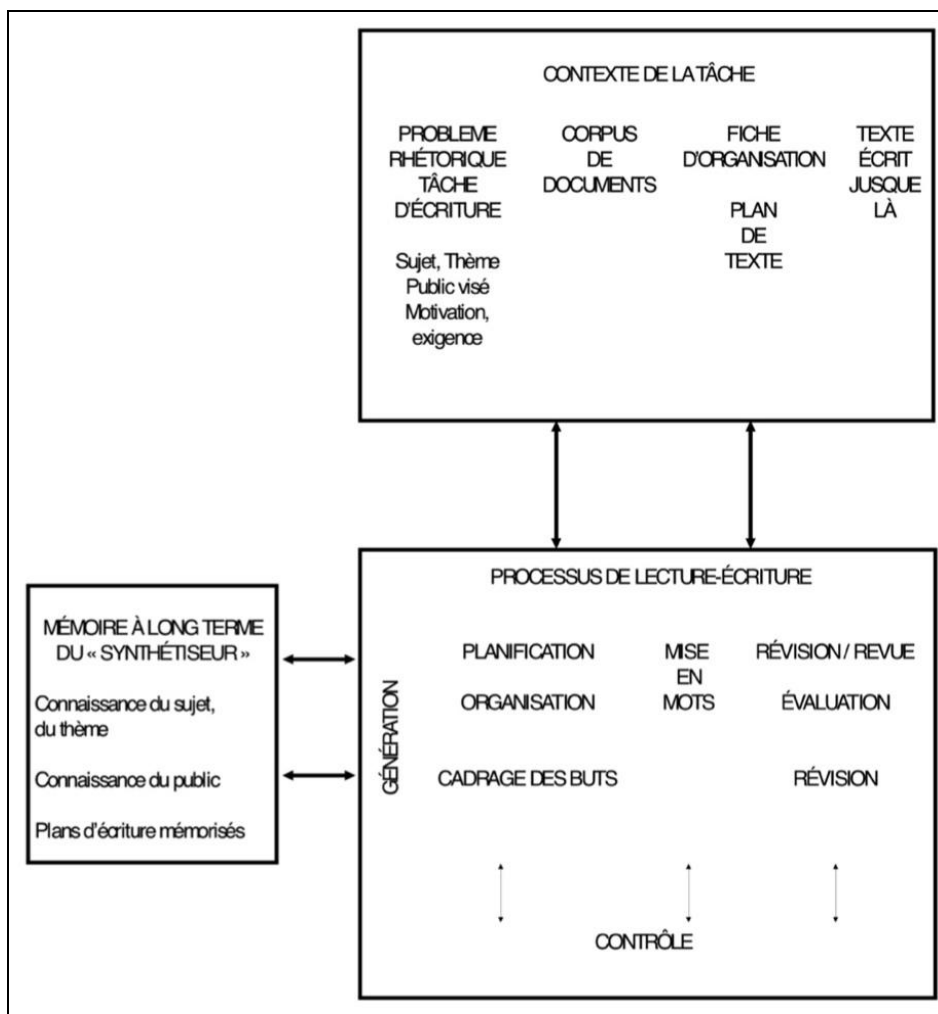 CONTEXTE DE LA TÂCHE
PROBLEME
RHÉTORIQUE
TÂCHE
D'ÉCRITURE
Sujet, Thème
Public visé
Motivation,
exigence
CORPUS
DE
DOCUMENTS
FICHE
D'ORGANISATION
PLAN
DE
TEXTE
TEXTE
ÉCRIT
JUSQUE
LÀ
MÉMOIRE À LONG TERME
DU « SYNTHÉTISEUR »
Connaissance du sujet,
du thème
Connaissance du public
Plans d'écriture mémorisés
PROCESSUS DE LECTURE-ÉCRITURE
GÉNÉRATION
PLANIFICATION
ORGANISATION
CADRAGE DES BUTS
MISE
EN
MOTS
RÉVISION / REVUE
ÉVALUATION
RÉVISION
CONTRÔLE